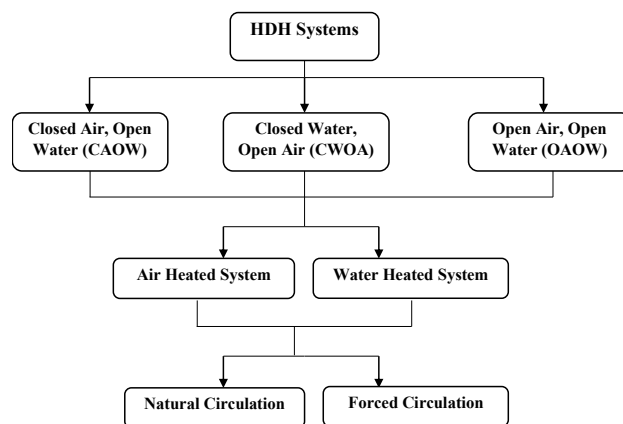 HDH Systems
Closed Air, Open
Water (CAOW)
Closed Water,
Open Air (CWOA)
Open Air, Open
Water (OAOW)
Air Heated System
Water Heated System
Natural Circulation
Forced Circulation